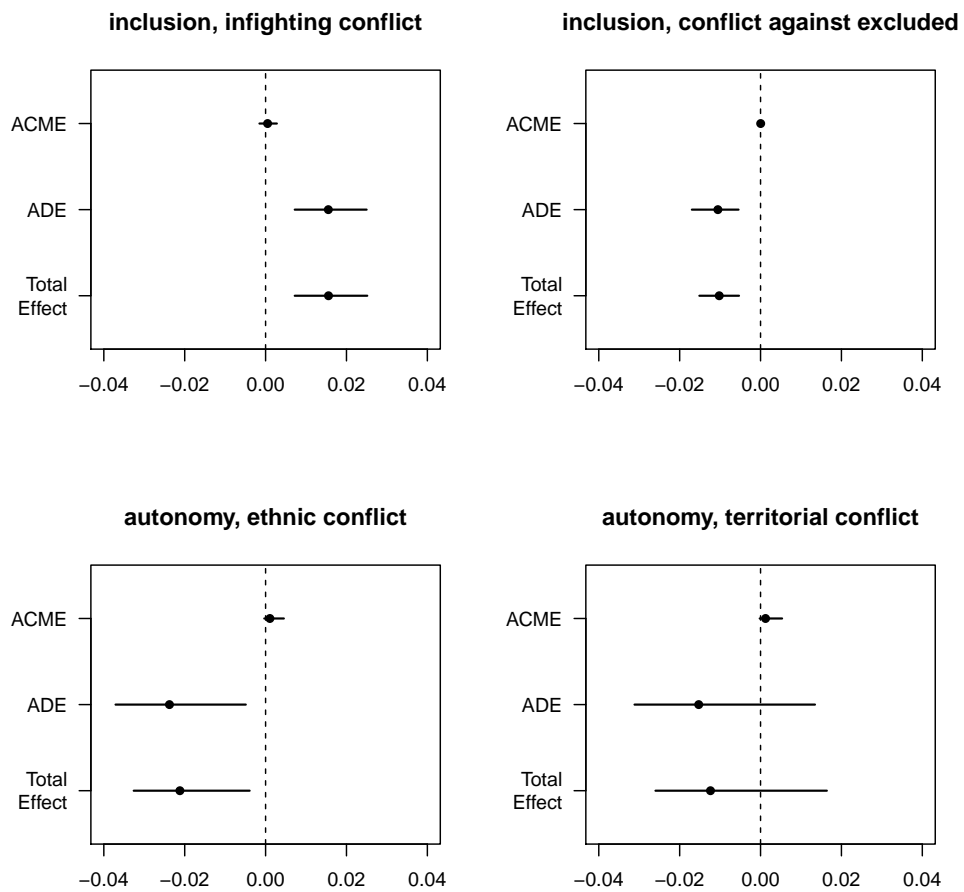 inclusion, infighting conflict
ACME
ADE
Total
Effect
−0.04 −0.02 0.00 0.02 0.04
inclusion, conflict against excluded
ACME
ADE
Total
Effect
−0.04 −0.02 0.00 0.02 0.04
autonomy, ethnic conflict
ACME
ADE
Total
Effect
−0.04 −0.02 0.00 0.02 0.04
autonomy, territorial conflict
ACME
ADE
Total
Effect
−0.04 −0.02 0.00 0.02 0.04